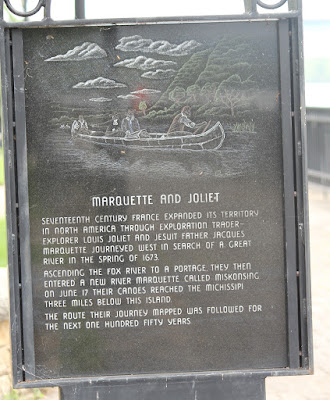 MARQUETTE AND JOLIET
SEVENTEENTH CENTURY FRANCE EXPANDED ITS TERRITORY
IN NORTH AMERICA THROUGH EXPLORATION TRADER-
EXPLORER LOUIS JOLIET AND JESUIT FATHER JACQUES
MARQUETTE JOURNEYED WEST IN SEARCH OF A GREAT
RIVER IN THE SPRING OF 1673.
ASCENDING THE FOX RIVER TO A PORTAGE, THEY THEN
ENTERED A NEW RIVER MARQUETTE CALLED MISKONSING
ON JUNE 17 THEIR CANOES REACHED THE MICHISSIPI
THREE MILES BELOW THIS ISLAND.
THE ROUTE THEIR JOURNEY MAPPED WAS FOLLOWED FOR
THE NEXT ONE HUNDRED FIFTY YEARS.